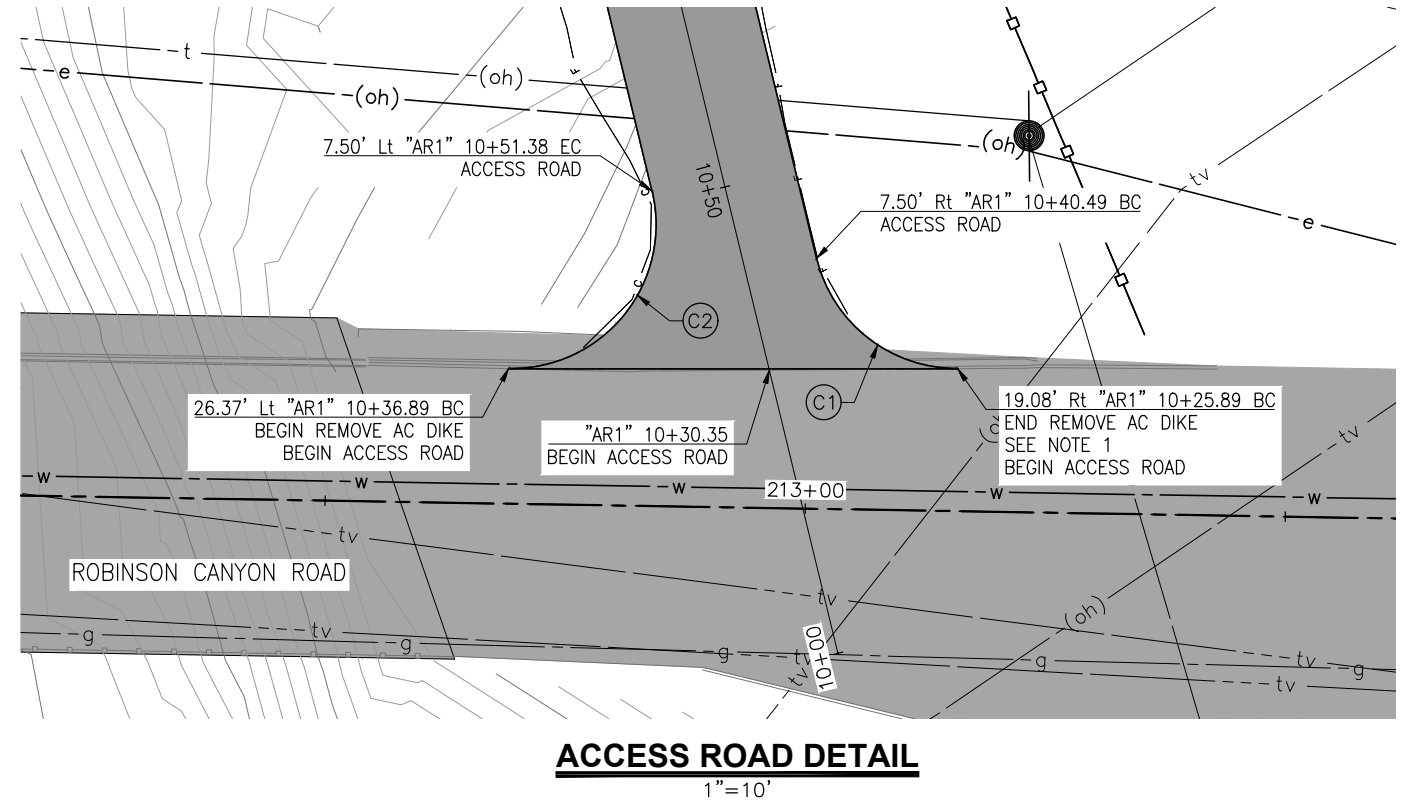 t
e
(oh)
(oh)
(oh)
F
F
F
F
C
C
7.50' Lt "AR1" 10+51.38 EC
ACCESS ROAD
10+50
tv
7.50' Rt "AR1" 10+40.49 BC
ACCESS ROAD
e
C2
C1
26.37' Lt "AR1" 10+36.89 BC
BEGIN REMOVE AC DIKE
BEGIN ACCESS ROAD
"AR1" 10+30.35
BEGIN ACCESS ROAD
19.08' Rt "AR1" 10+25.89 BC
END REMOVE AC DIKE
SEE NOTE 1
BEGIN ACCESS ROAD
tv
w
w
w
w
w
213+00
tv
ROBINSON CANYON ROAD
tv
(oh)
tv
g
g
g
tv
g
tv
g
tv
tv
10+00
ACCESS ROAD DETAIL
1"=10'